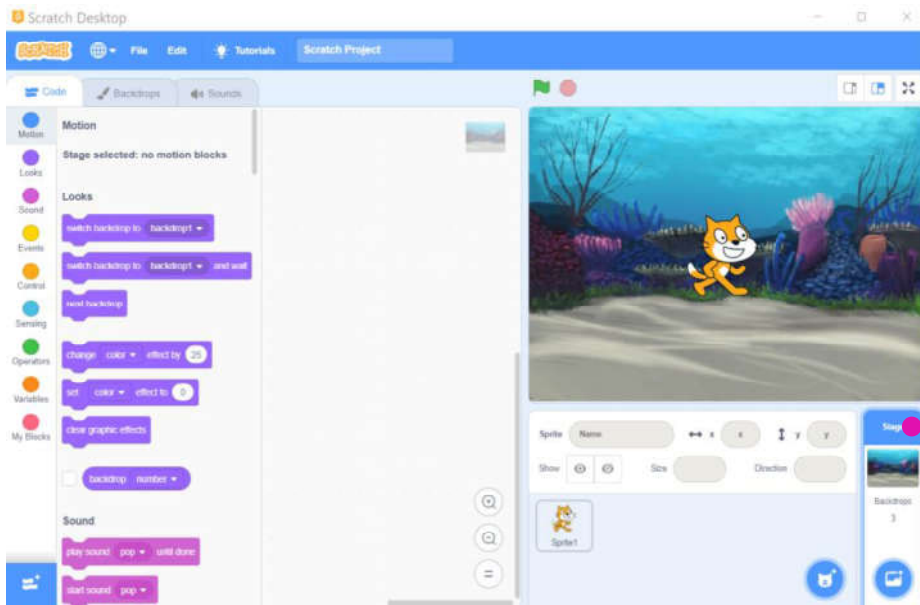 Scratch Desktop
SCRATCH File Edit Tutorials Scratch Project
Code Backdrops Sounds
Motion
Looks
Sound
Events
Control
Sensing
Operators
Variables
My Blocks
Motion
Stage selected: no motion blocks
Looks
switch backdrop to backdrop1
switch backdrop to backdrop1 and wait
next backdrop
change color effect by 25
set color effect to 0
clear graphic effects
backdrop number
Sound
play sound pop until done
start sound pop
Sprite Name x x y y
Show Size Direction
Sprite1
Stage
Backdrops
3